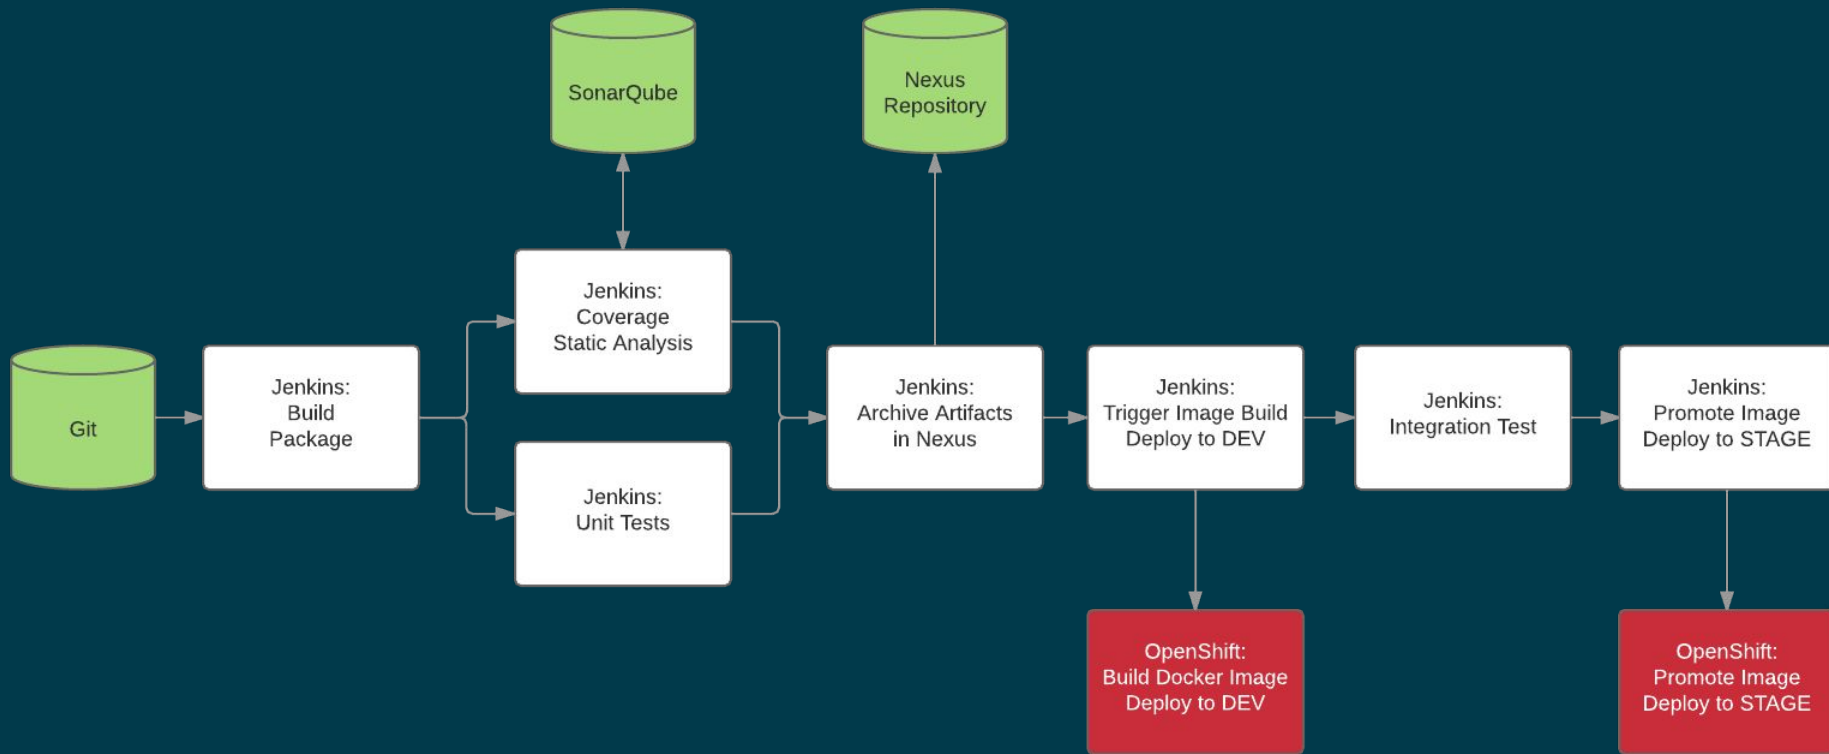 SonarQube
Nexus
Repository
Jenkins:
Coverage
Static Analysis
Git
Jenkins:
Build
Package
Jenkins:
Unit Tests
Jenkins:
Archive Artifacts
in Nexus
Jenkins:
Trigger Image Build
Deploy to DEV
Jenkins:
Integration Test
Jenkins:
Promote Image
Deploy to STAGE
OpenShift:
Build Docker Image
Deploy to DEV
OpenShift:
Promote Image
Deploy to STAGE